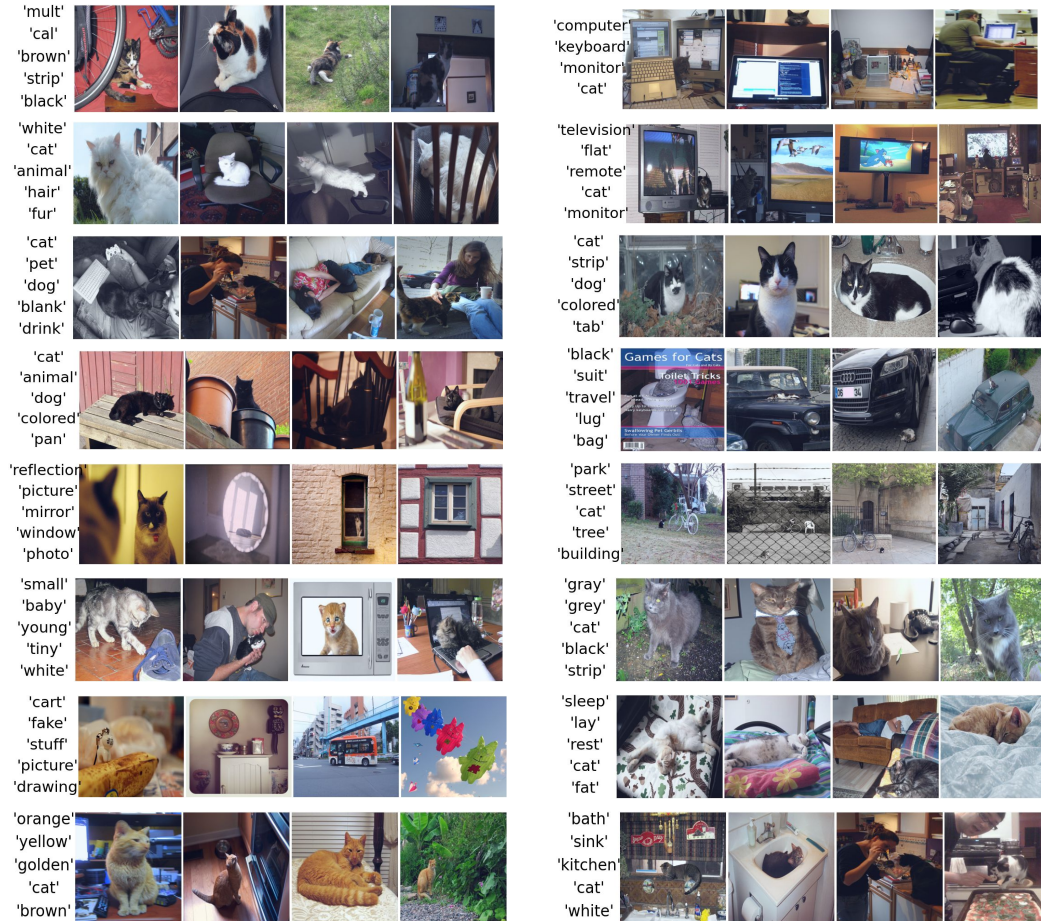 'mult'
'cal'
'brown'
'strip'
'black'
'computer'
'keyboard'
'monitor'
'cat'
'white'
'cat'
'animal'
'hair'
'fur'
'television'
'flat'
'remote'
'cat'
'monitor'
'cat'
'pet'
'dog'
'blank'
'drink'
'cat'
'strip'
'dog'
'colored'
'tab'
'cat'
'animal'
'dog'
'colored'
'pan'
'black'
'suit'
'travel'
'lug'
'bag'
Games for Cats
Toilet Tricks
'reflection'
'picture'
'mirror'
'window'
'photo'
'park'
'street'
'cat'
'tree'
'building'
'small'
'baby'
'young'
'tiny'
'white'
'gray'
'grey'
'cat'
'black'
'strip'
'cart'
'fake'
'stuff'
'picture'
'drawing'
'sleep'
'lay'
'rest'
'cat'
'fat'
'orange'
'yellow'
'golden'
'cat'
'brown'
'bath'
'sink'
'kitchen'
'cat'
'white'